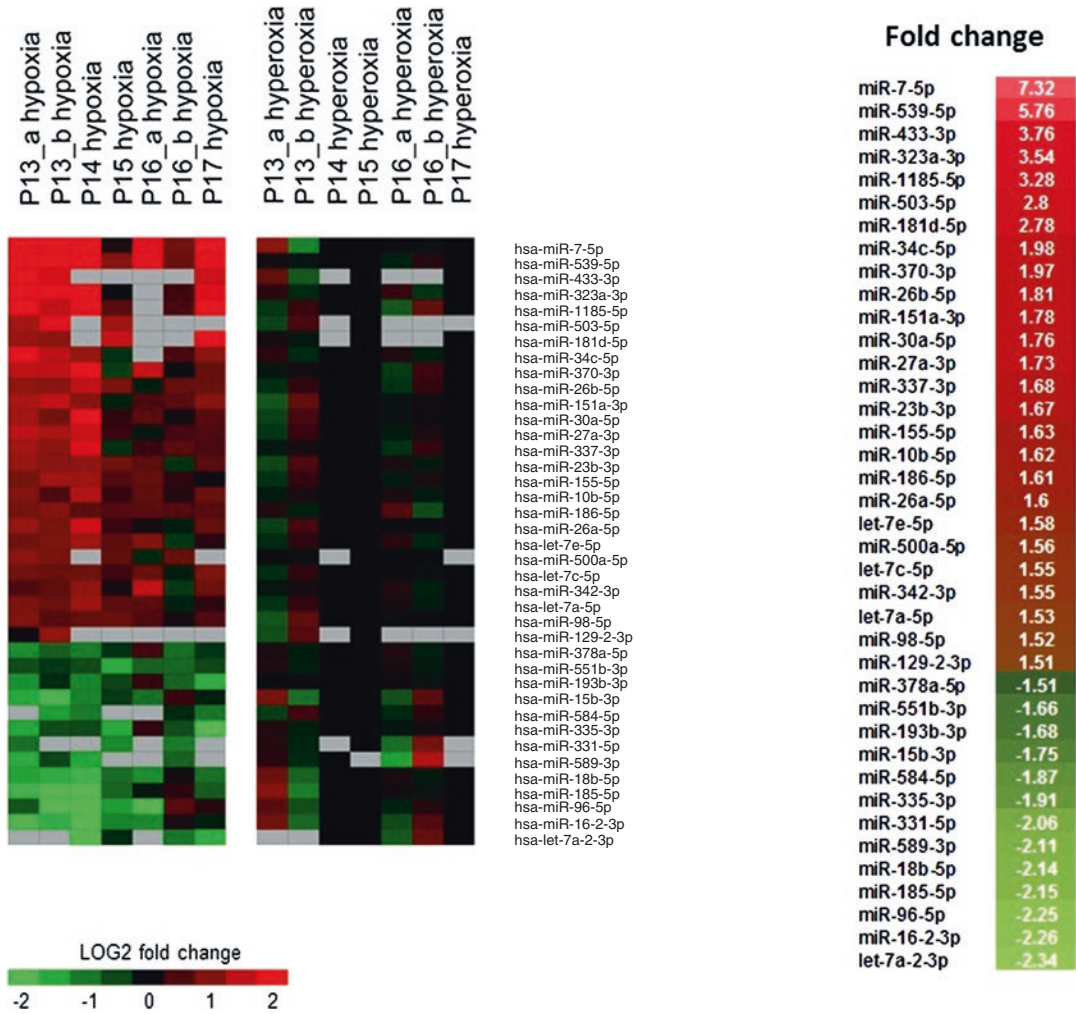 P13_a hypoxia
P13_b hypoxia
P14 hypoxia
P15 hypoxia
P16_a hypoxia
P16_b hypoxia
P17 hypoxia
P13_a hyperoxia
P13_b hyperoxia
P14 hyperoxia
P15 hyperoxia
P16_a hyperoxia
P16_b hyperoxia
P17 hyperoxia
hsa-miR-7-5p
hsa-miR-539-5p
hsa-miR-433-3p
hsa-miR-323a-3p
hsa-miR-1185-5p
hsa-miR-503-5p
hsa-miR-181d-5p
hsa-miR-34c-5p
hsa-miR-370-3p
hsa-miR-26b-5p
hsa-miR-151a-3p
hsa-miR-30a-5p
hsa-miR-27a-3p
hsa-miR-337-3p
hsa-miR-23b-3p
hsa-miR-155-5p
hsa-miR-10b-5p
hsa-miR-186-5p
hsa-miR-26a-5p
hsa-let-7e-5p
hsa-miR-500a-5p
hsa-let-7c-5p
hsa-miR-342-3p
hsa-let-7a-5p
hsa-miR-98-5p
hsa-miR-129-2-3p
hsa-miR-378a-5p
hsa-miR-551b-3p
hsa-miR-193b-3p
hsa-miR-15b-3p
hsa-miR-584-5p
hsa-miR-335-3p
hsa-miR-331-5p
hsa-miR-589-3p
hsa-miR-18b-5p
hsa-miR-185-5p
hsa-miR-96-5p
hsa-miR-16-2-3p
hsa-let-7a-2-3p
LOG2 fold change
-2 -1 0 1 2
Fold change
miR-7-5p 7.32
miR-539-5p 5.76
miR-433-3p 3.76
miR-323a-3p 3.54
miR-1185-5p 3.28
miR-503-5p 2.8
miR-181d-5p 2.78
miR-34c-5p 1.98
miR-370-3p 1.97
miR-26b-5p 1.81
miR-151a-3p 1.78
miR-30a-5p 1.76
miR-27a-3p 1.73
miR-337-3p 1.68
miR-23b-3p 1.67
miR-155-5p 1.63
miR-10b-5p 1.62
miR-186-5p 1.61
miR-26a-5p 1.6
let-7e-5p 1.58
miR-500a-5p 1.56
let-7c-5p 1.55
miR-342-3p 1.55
let-7a-5p 1.53
miR-98-5p 1.52
miR-129-2-3p 1.51
miR-378a-5p -1.51
miR-551b-3p -1.66
miR-193b-3p -1.68
miR-15b-3p -1.75
miR-584-5p -1.87
miR-335-3p -1.91
miR-331-5p -2.06
miR-589-3p -2.11
miR-18b-5p -2.14
miR-185-5p -2.15
miR-96-5p -2.25
miR-16-2-3p -2.26
let-7a-2-3p -2.34